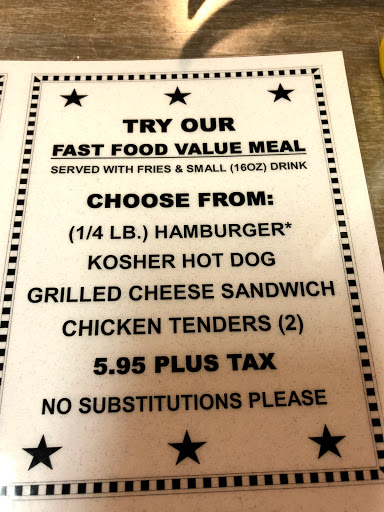 TRY OUR
FAST FOOD VALUE MEAL
SERVED WITH FRIES & SMALL (16OZ) DRINK
CHOOSE FROM:
(1/4 LB.) HAMBURGER*
KOSHER HOT DOG
GRILLED CHEESE SANDWICH
CHICKEN TENDERS (2)
5.95 PLUS TAX
NO SUBSTITUTIONS PLEASE